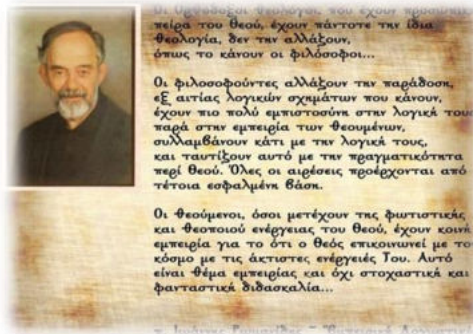 Οι ορθόδοξοι θεολόγοι, που έχουν
πείρα του Θεού, έχουν πάντοτε την ίδια
θεολογία, δεν την αλλάζουν,
όπως το κάνουν οι φιλόσοφοι...
Οι φιλοσοφούντες αλλάζουν την παράδοση,
εξ αιτίας λογικών σχημάτων που κάνουν,
έχουν πιο πολύ εμπιστοσύνη στην λογική τους
παρά στην εμπειρία των θεουμένων,
συλλαμβάνουν κάτι με την λογική τους,
και ταυτίζουν αυτό με την πραγματικότητα
περί Θεού. Όλες οι αιρέσεις προέρχονται από
τέτοια εσφαλμένη βάση.
Οι Θεούμενοι, όσοι μετέχουν της φωτιστικής
και θεοποιού ενέργειας του Θεού, έχουν κοινή
εμπειρία για το ότι ο Θεός επικοινωνεί με το
κόσμο με τις άκτιστες ενέργειές Του. Αυτό
είναι θέμα εμπειρίας και όχι στοχαστική και
φανταστική διδασκαλία...
π. Ιωάννης Ρωμανίδης - "Εμπειρική